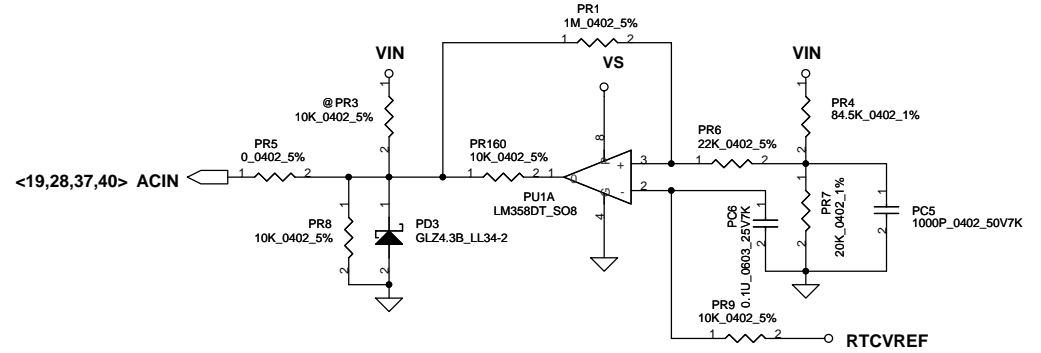 PR1
1M_0402_5%
1 2
VIN
VS
VIN
1
@ PR3
10K_0402_5%
2
1
PR4
84.5K_0402_1%
2
PR5
0_0402_5%
1 2
<19,28,37,40> ACIN
PR160
10K_0402_5%
2 1
8
P
+ 3
- 2
O
G
4
PU1A
LM358DT_SO8
PR6
22K_0402_5%
1 2
1
PR8
10K_0402_5%
2
1
PD3
GLZ4.3B_LL34-2
2
1
PC6
0.1U_0603_25V7K
2
1
PR7
20K_0402_1%
2
1
PC5
1000P_0402_50V7K
2
PR9
10K_0402_5%
1 2
RTCVREF